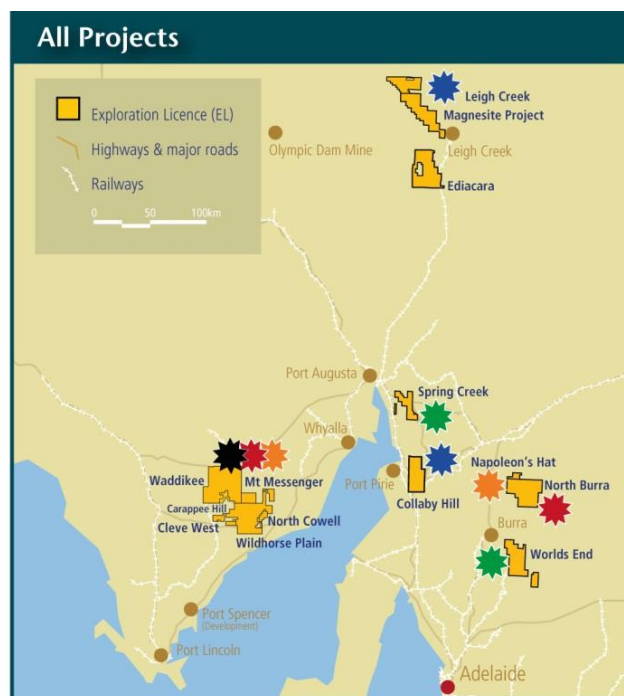 All Projects
Exploration Licence (EL)
Highways & major roads
Railways
0 50 100km
Olympic Dam Mine
Leigh Creek
Magnesite Project
Leigh Creek
Ediacara
Port Augusta
Spring Creek
Whyalla
Port Pirie
Collaby Hill
Napoleon's Hat
North Burra
Burra
Worlds End
Waddikee
Mt Messenger
Carappee Hill
Cleve West
North Cowell
Wildhorse Plain
Port Spencer
(Development)
Port Lincoln
Adelaide